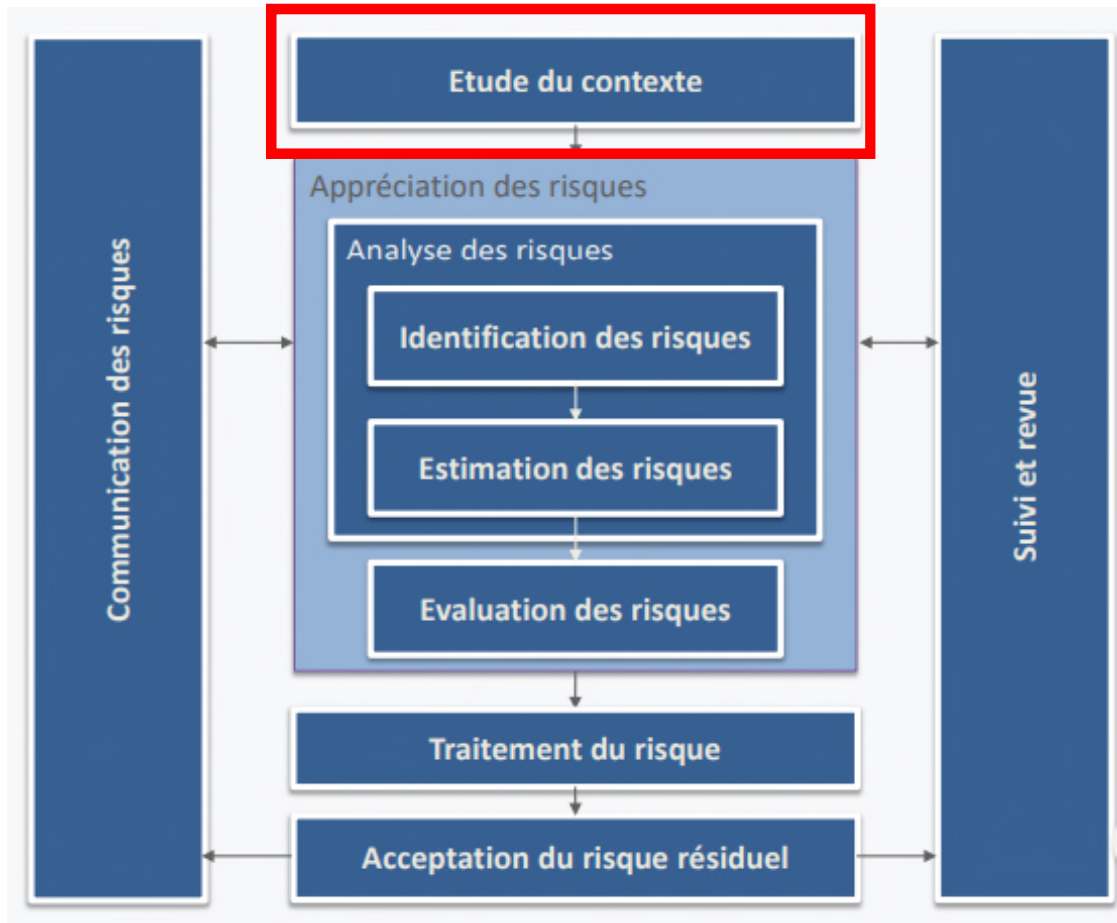 Etude du contexte
Appréciation des risques
Analyse des risques
Identification des risques
Estimation des risques
Evaluation des risques
Traitement du risque
Acceptation du risque résiduel
Communication des risques
Suivi et revue